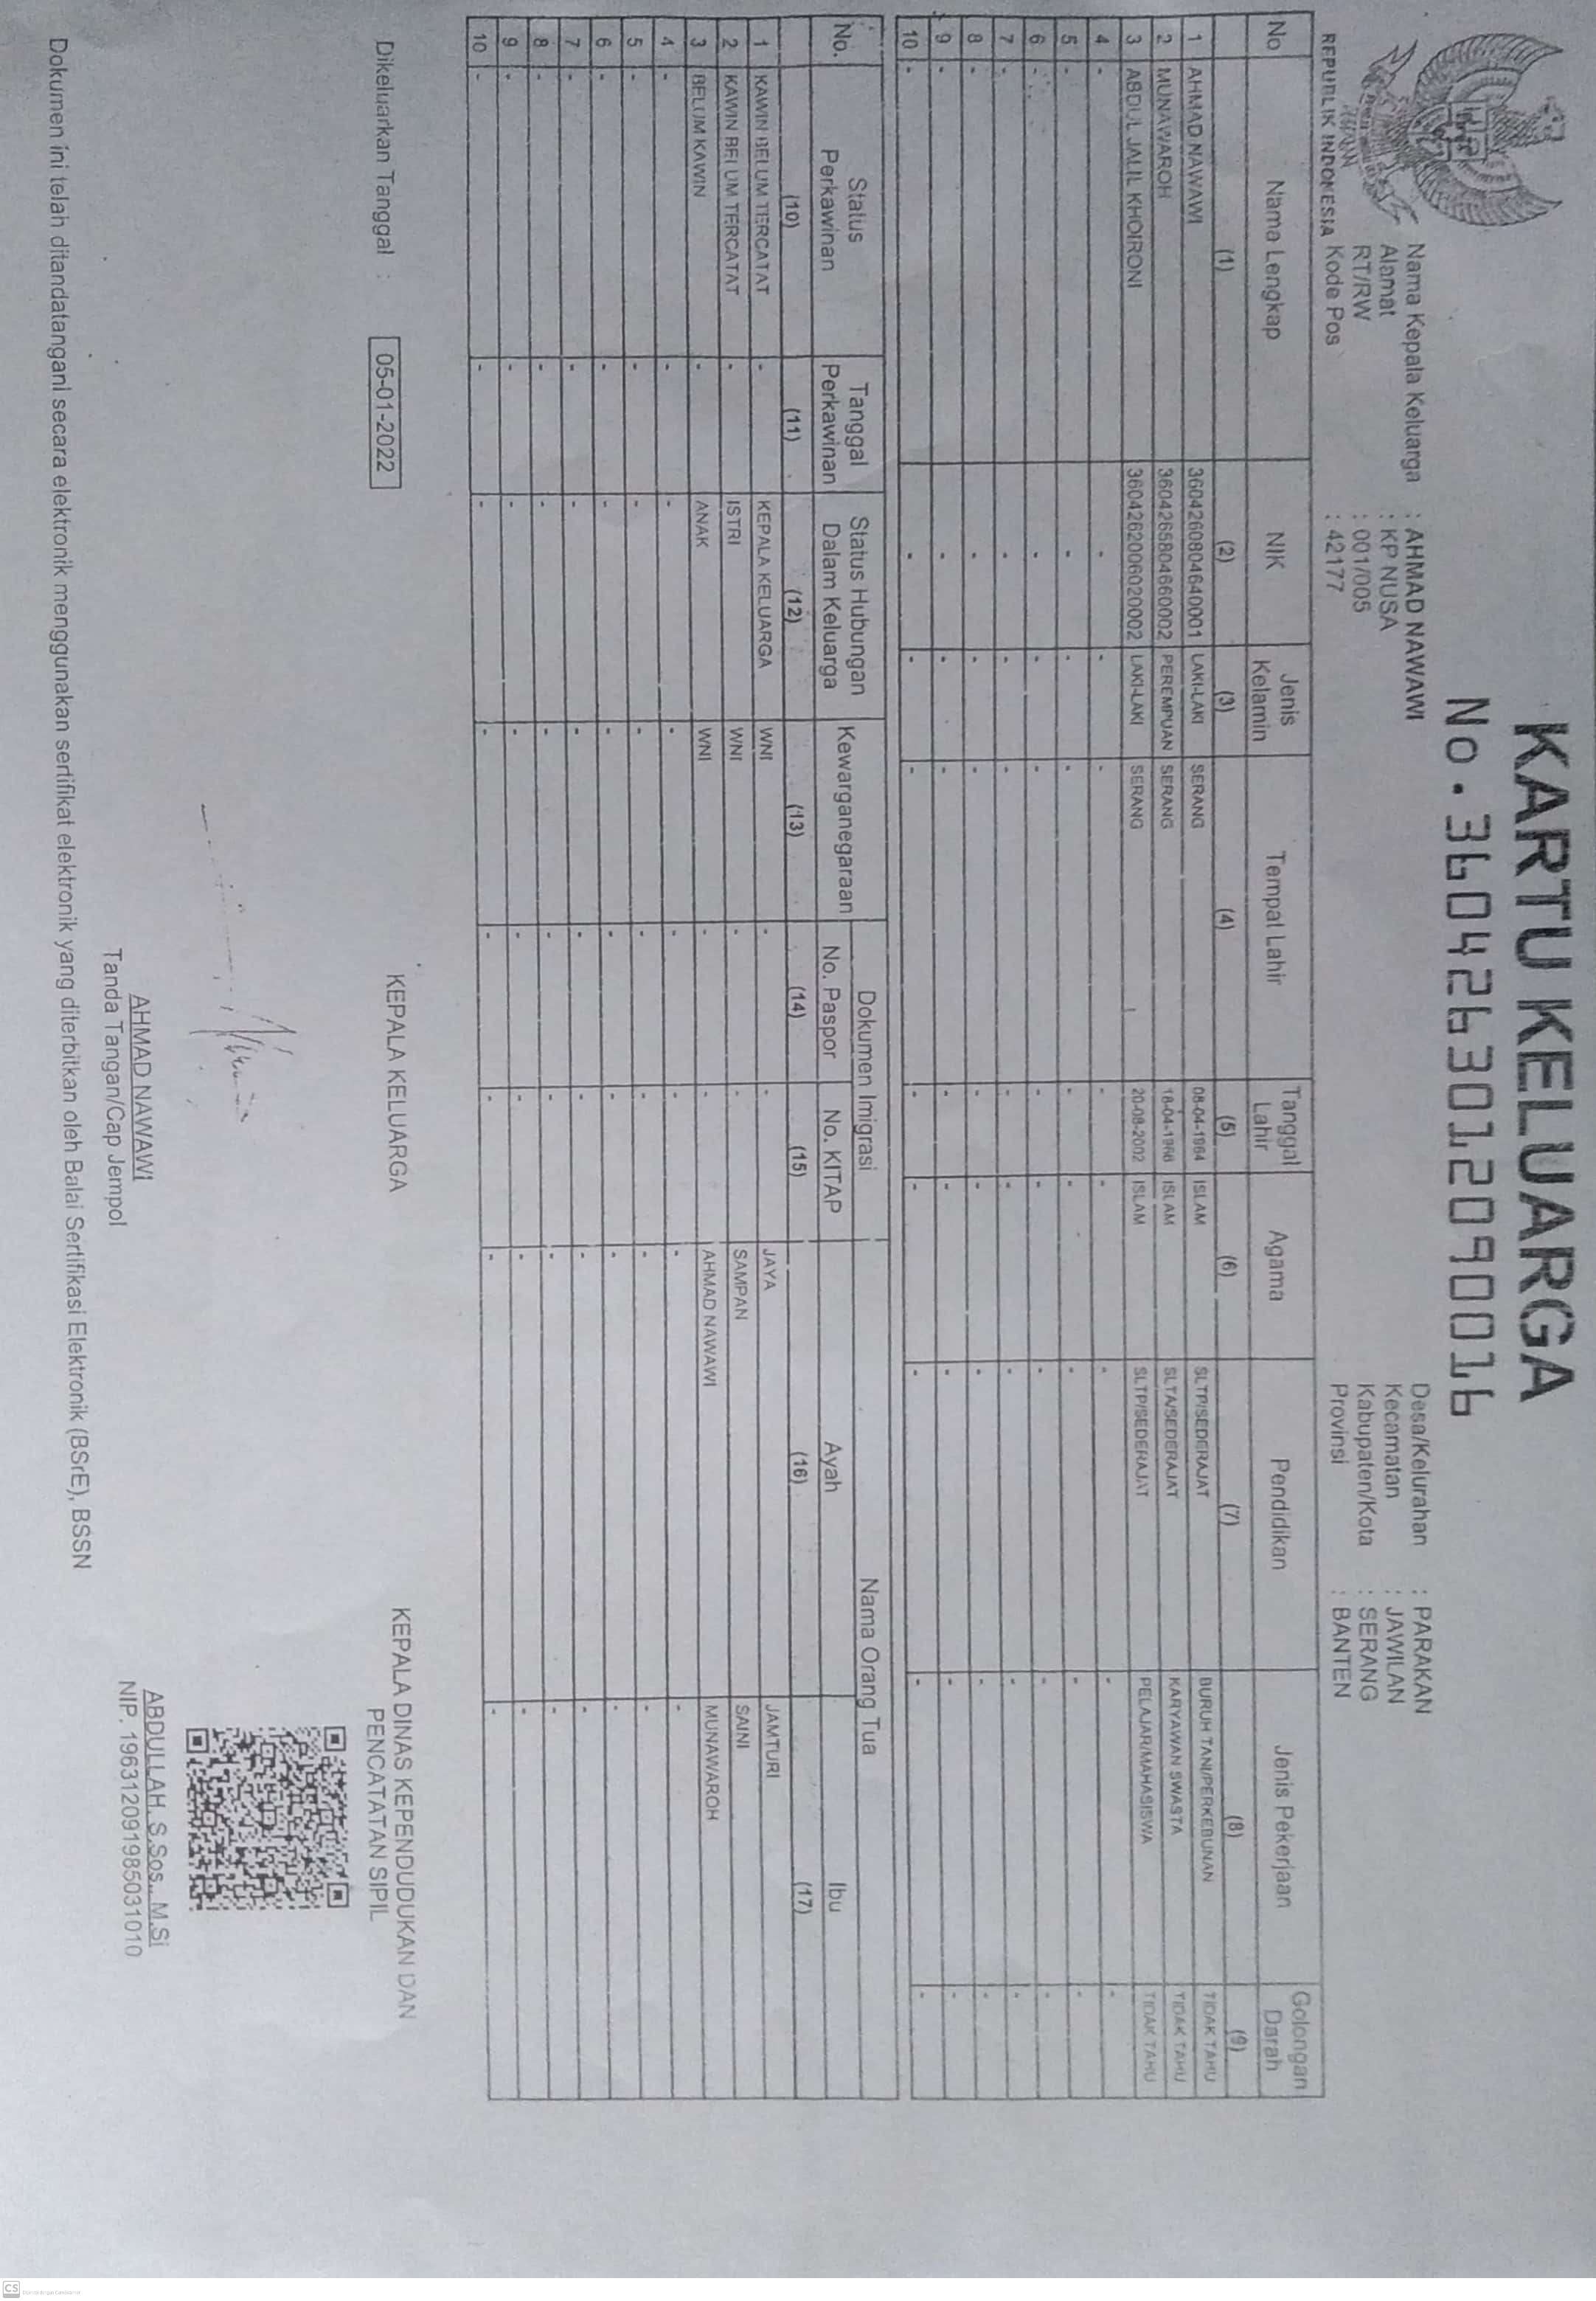 KARTU KELUARGA
No. 3604263012090016
REPUBLIK INDONESIA
Nama Kepala Keluarga : AHMAD NAWAWI
Alamat : KP NUSA
RT/RW : 001/005
Kode Pos : 42177
Desa/Kelurahan : PARAKAN
Kecamatan : JAWILAN
Kabupaten/Kota : SERANG
Provinsi : BANTEN
No Nama Lengkap NIK Jenis Kelamin Tempat Lahir Tanggal Lahir Agama Pendidikan Jenis Pekerjaan Golongan Darah
(1) (2) (3) (4) (5) (6) (7) (8) (9)
1 AHMAD NAWAWI 3604260804640001 LAKI-LAKI SERANG 08-04-1964 ISLAM SLTP/SEDERAJAT BURUH TANI/PERKEBUNAN TIDAK TAHU
2 MUNAWAROH 3604265804660002 PEREMPUAN SERANG 18-04-1966 ISLAM SLTA/SEDERAJAT KARYAWAN SWASTA TIDAK TAHU
3 ABDUL JALIL KHOIRONI 3604262006020002 LAKI-LAKI SERANG 20-08-2002 ISLAM SLTP/SEDERAJAT PELAJAR/MAHASISWA TIDAK TAHU
4 - - - - - - - - -
5 - - - - - - - - -
6 - - - - - - - - -
7 - - - - - - - - -
8 - - - - - - - - -
9 - - - - - - - - -
10 - - - - - - - - -
No. Status Perkawinan Tanggal Perkawinan Status Hubungan Dalam Keluarga Kewarganegaraan Dokumen Imigrasi Nama Orang Tua
No. Paspor No. KITAP Ayah Ibu
(10) (11) (12) (13) (14) (15) (16) (17)
1 KAWIN BELUM TERCATAT - KEPALA KELUARGA WNI - - JAYA JAMTURI
2 KAWIN BELUM TERCATAT - ISTRI WNI - - SAMPAN SAINI
3 BELUM KAWIN - ANAK WNI - - AHMAD NAWAWI MUNAWAROH
4 - - - - - - - -
5 - - - - - - - -
6 - - - - - - - -
7 - - - - - - - -
8 - - - - - - - -
9 - - - - - - - -
10 - - - - - - - -
Dikeluarkan Tanggal : 05-01-2022
KEPALA KELUARGA
AHMAD NAWAWI
Tanda Tangan/Cap Jempol
KEPALA DINAS KEPENDUDUKAN DAN
PENCATATAN SIPIL
ABDULLAH, S.Sos., M.Si
NIP. 196312091985031010
Dokumen ini telah ditandatangani secara elektronik menggunakan sertifikat elektronik yang diterbitkan oleh Balai Sertifikasi Elektronik (BSrE), BSSN
CS